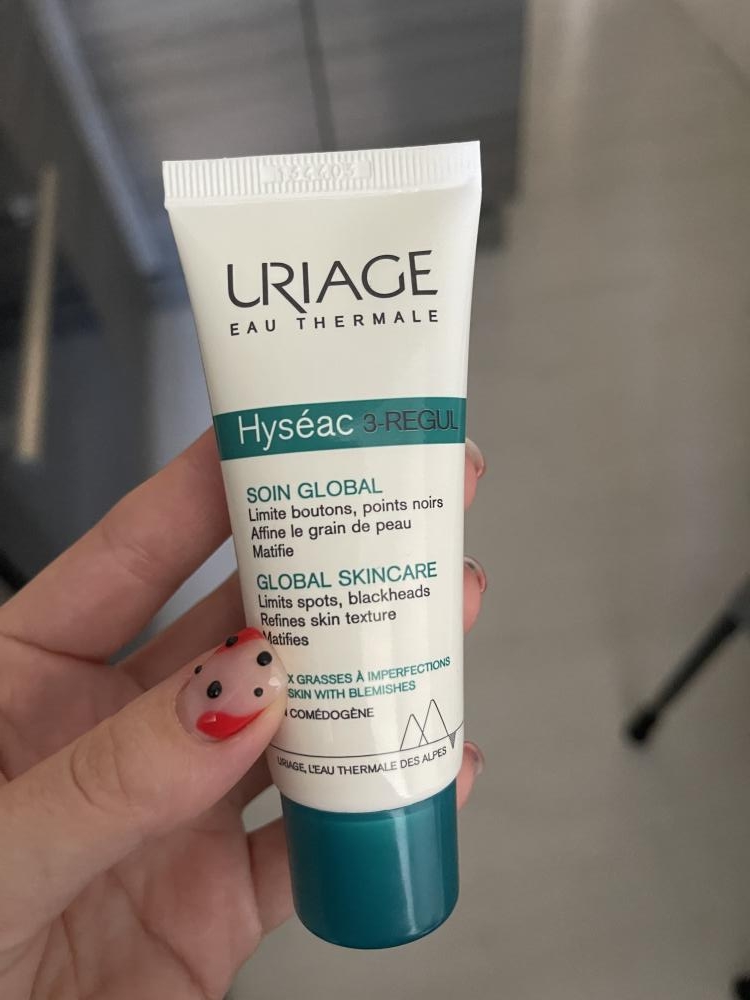 URIAGE
EAU THERMALE
Hyséac 3-REGUL
SOIN GLOBAL
Limite boutons, points noirs
Affine le grain de peau
Matifie
GLOBAL SKINCARE
Limits spots, blackheads
Refines skin texture
Matifies
X GRASSES À IMPERFECTIONS
SKIN WITH BLEMISHES
COMÉDOGÈNE
URIAGE, L'EAU THERMALE DES ALPES